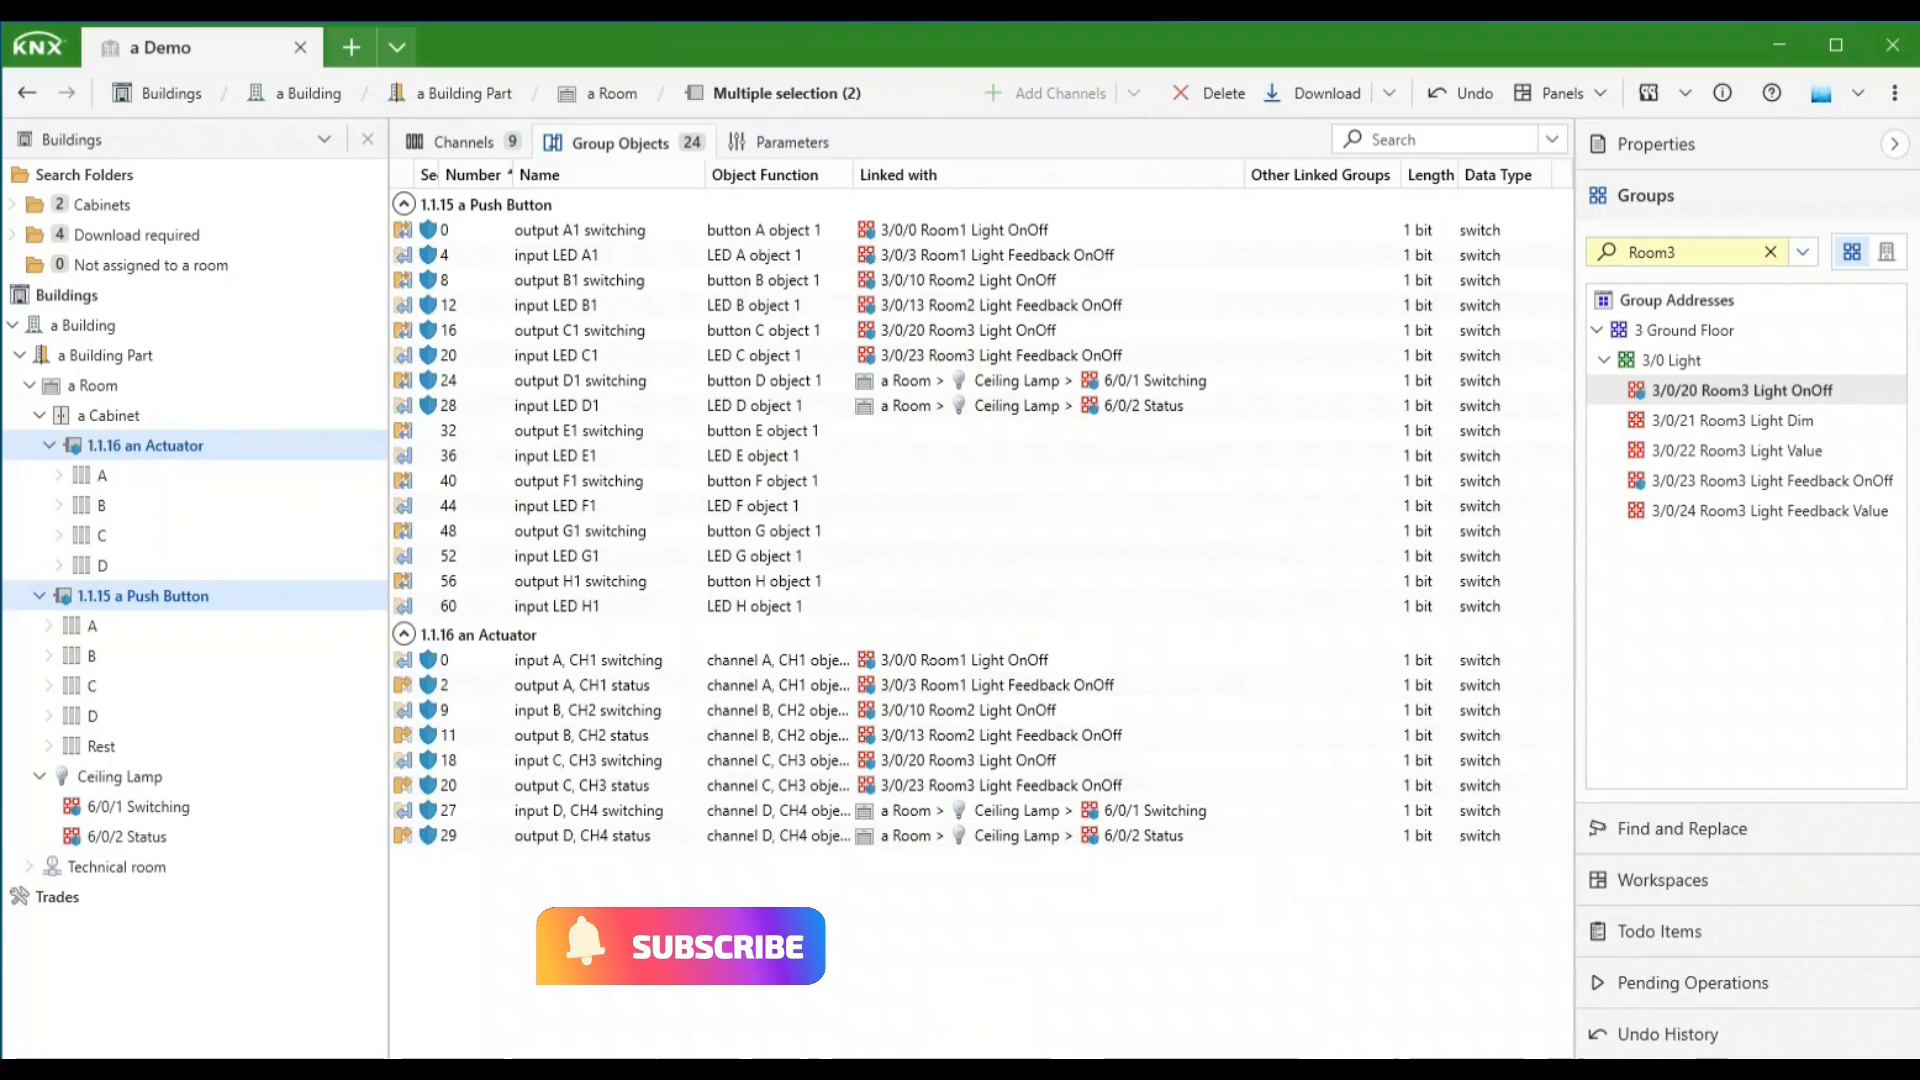 KNX a Demo
Buildings / a Building / a Building Part / a Room / Multiple selection (2) Add Channels Delete Download Undo Panels
Buildings
Search Folders
2 Cabinets
4 Download required
0 Not assigned to a room
Buildings
a Building
a Building Part
a Room
a Cabinet
1.1.16 an Actuator
A
B
C
D
1.1.15 a Push Button
A
B
C
D
Rest
Ceiling Lamp
6/0/1 Switching
6/0/2 Status
Technical room
Trades
Channels 9 Group Objects 24 Parameters Search
Se Number Name Object Function Linked with Other Linked Groups Length Data Type
1.1.15 a Push Button
0 output A1 switching button A object 1 3/0/0 Room1 Light OnOff 1 bit switch
4 input LED A1 LED A object 1 3/0/3 Room1 Light Feedback OnOff 1 bit switch
8 output B1 switching button B object 1 3/0/10 Room2 Light OnOff 1 bit switch
12 input LED B1 LED B object 1 3/0/13 Room2 Light Feedback OnOff 1 bit switch
16 output C1 switching button C object 1 3/0/20 Room3 Light OnOff 1 bit switch
20 input LED C1 LED C object 1 3/0/23 Room3 Light Feedback OnOff 1 bit switch
24 output D1 switching button D object 1 a Room > Ceiling Lamp > 6/0/1 Switching 1 bit switch
28 input LED D1 LED D object 1 a Room > Ceiling Lamp > 6/0/2 Status 1 bit switch
32 output E1 switching button E object 1 1 bit switch
36 input LED E1 LED E object 1 1 bit switch
40 output F1 switching button F object 1 1 bit switch
44 input LED F1 LED F object 1 1 bit switch
48 output G1 switching button G object 1 1 bit switch
52 input LED G1 LED G object 1 1 bit switch
56 output H1 switching button H object 1 1 bit switch
60 input LED H1 LED H object 1 1 bit switch
1.1.16 an Actuator
0 input A, CH1 switching channel A, CH1 obje... 3/0/0 Room1 Light OnOff 1 bit switch
2 output A, CH1 status channel A, CH1 obje... 3/0/3 Room1 Light Feedback OnOff 1 bit switch
9 input B, CH2 switching channel B, CH2 obje... 3/0/10 Room2 Light OnOff 1 bit switch
11 output B, CH2 status channel B, CH2 obje... 3/0/13 Room2 Light Feedback OnOff 1 bit switch
18 input C, CH3 switching channel C, CH3 obje... 3/0/20 Room3 Light OnOff 1 bit switch
20 output C, CH3 status channel C, CH3 obje... 3/0/23 Room3 Light Feedback OnOff 1 bit switch
27 input D, CH4 switching channel D, CH4 obje... a Room > Ceiling Lamp > 6/0/1 Switching 1 bit switch
29 output D, CH4 status channel D, CH4 obje... a Room > Ceiling Lamp > 6/0/2 Status 1 bit switch
SUBSCRIBE
Properties
Groups
Room3
Group Addresses
3 Ground Floor
3/0 Light
3/0/20 Room3 Light OnOff
3/0/21 Room3 Light Dim
3/0/22 Room3 Light Value
3/0/23 Room3 Light Feedback OnOff
3/0/24 Room3 Light Feedback Value
Find and Replace
Workspaces
Todo Items
Pending Operations
Undo History